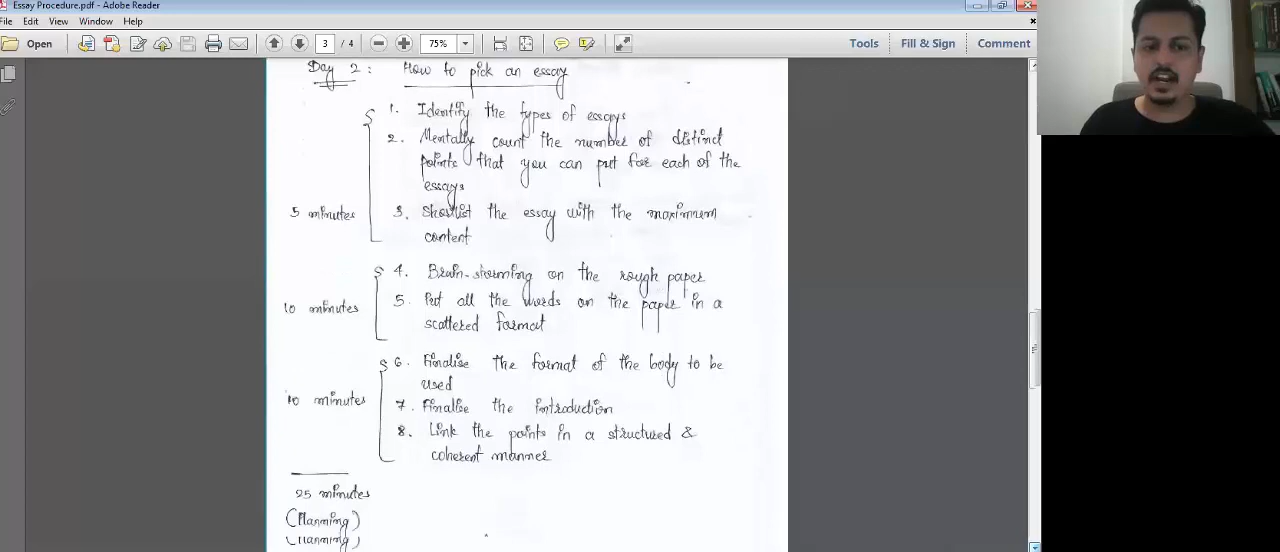 Essay Procedure.pdf - Adobe Reader
File Edit View Window Help
Open 3 / 4 75% Tools Fill & Sign Comment
Day 2: How to pick an essay
1. Identify the types of essays
2. Mentally count the number of distinct
points that you can put for each of the
essays
3. Shortlist the essay with the maximum
content
5 minutes
4. Brain-storming on the rough paper
5. Put all the words on the paper in a
scattered format
10 minutes
6. Finalise the format of the body to be
used
7. Finalise the introduction
8. Link the points in a structured &
coherent manner
10 minutes
25 minutes
(Planning)
(Planning)